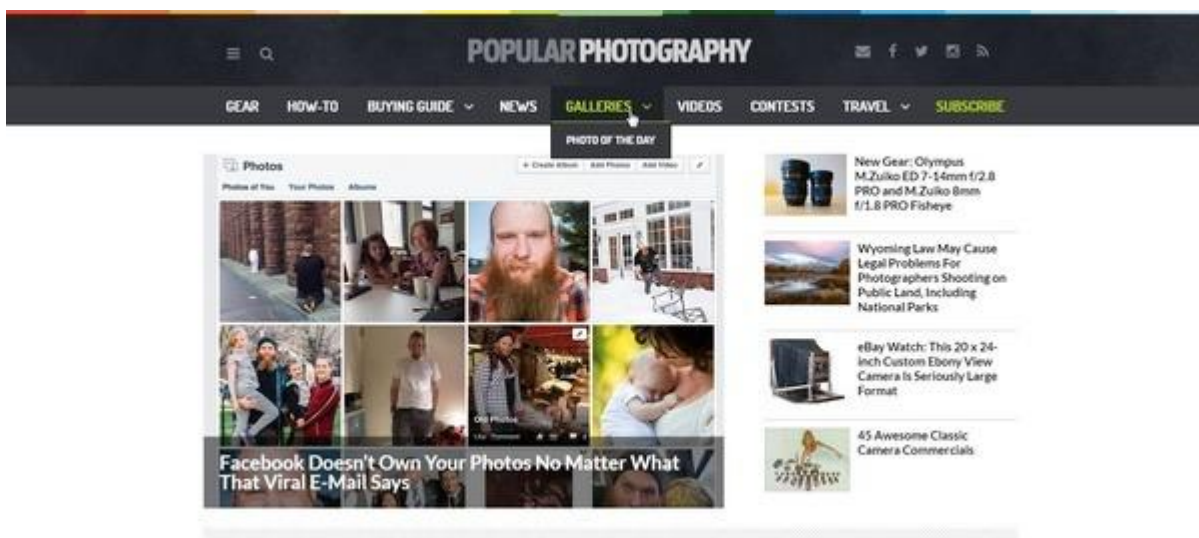 POPULAR PHOTOGRAPHY
GEAR HOW-TO BUYING GUIDE NEWS GALLERIES VIDEOS CONTESTS TRAVEL SUBSCRIBE
PHOTO OF THE DAY
Photos
+ Create Album Add Photos Add Video
Photos of You Your Photos Albums
Old Photos
Like Comment
Facebook Doesn't Own Your Photos No Matter What
That Viral E-Mail Says
New Gear: Olympus
M.Zuiko ED 7-14mm f/2.8
PRO and M.Zuiko 8mm
f/1.8 PRO Fisheye
Wyoming Law May Cause
Legal Problems For
Photographers Shooting on
Public Land, Including
National Parks
eBay Watch: This 20 x 24-
inch Custom Ebony View
Camera Is Seriously Large
Format
45 Awesome Classic
Camera Commercials